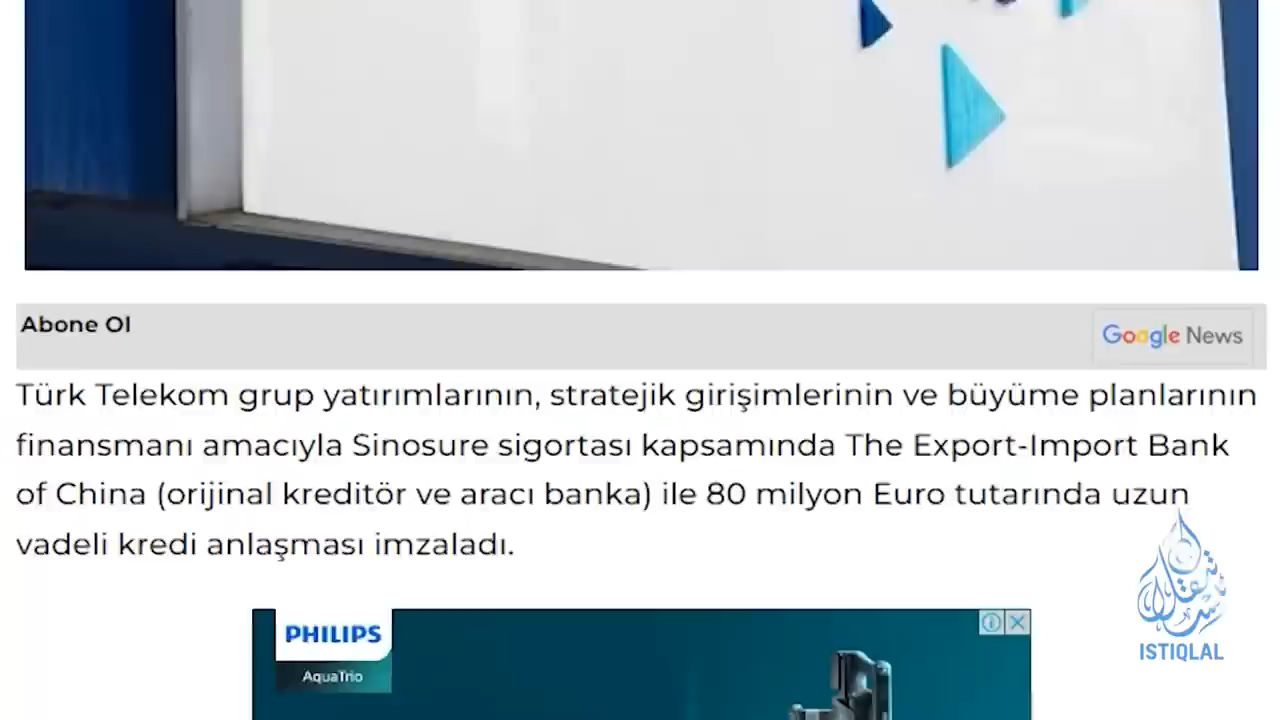 Abone Ol
Google News
Türk Telekom grup yatırımlarının, stratejik girişimlerinin ve büyüme planlarının
finansmanı amacıyla Sinosure sigortası kapsamında The Export-Import Bank
of China (orijinal kreditör ve aracı banka) ile 80 milyon Euro tutarında uzun
vadeli kredi anlaşması imzaladı.
PHILIPS
AquaTrio
ISTIQLAL